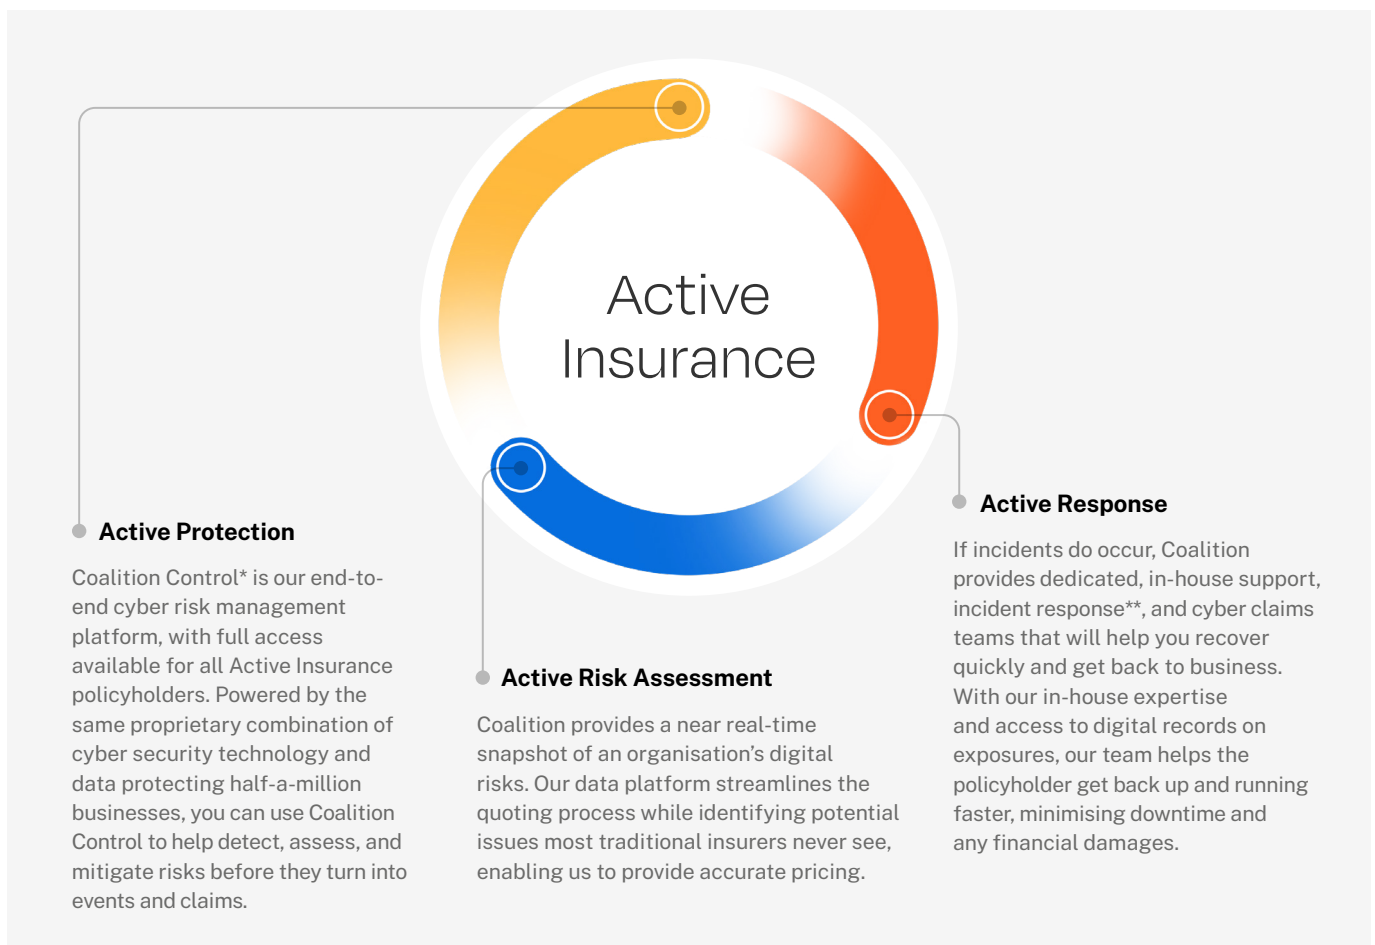 Active
Insurance
Active Protection
Coalition Control* is our end-to-
end cyber risk management
platform, with full access
available for all Active Insurance
policyholders. Powered by the
same proprietary combination of
cyber security technology and
data protecting half-a-million
businesses, you can use Coalition
Control to help detect, assess, and
mitigate risks before they turn into
events and claims.
Active Risk Assessment
Coalition provides a near real-time
snapshot of an organisation’s digital
risks. Our data platform streamlines the
quoting process while identifying potential
issues most traditional insurers never see,
enabling us to provide accurate pricing.
Active Response
If incidents do occur, Coalition
provides dedicated, in-house support,
incident response**, and cyber claims
teams that will help you recover
quickly and get back to business.
With our in-house expertise
and access to digital records on
exposures, our team helps the
policyholder get back up and running
faster, minimising downtime and
any financial damages.